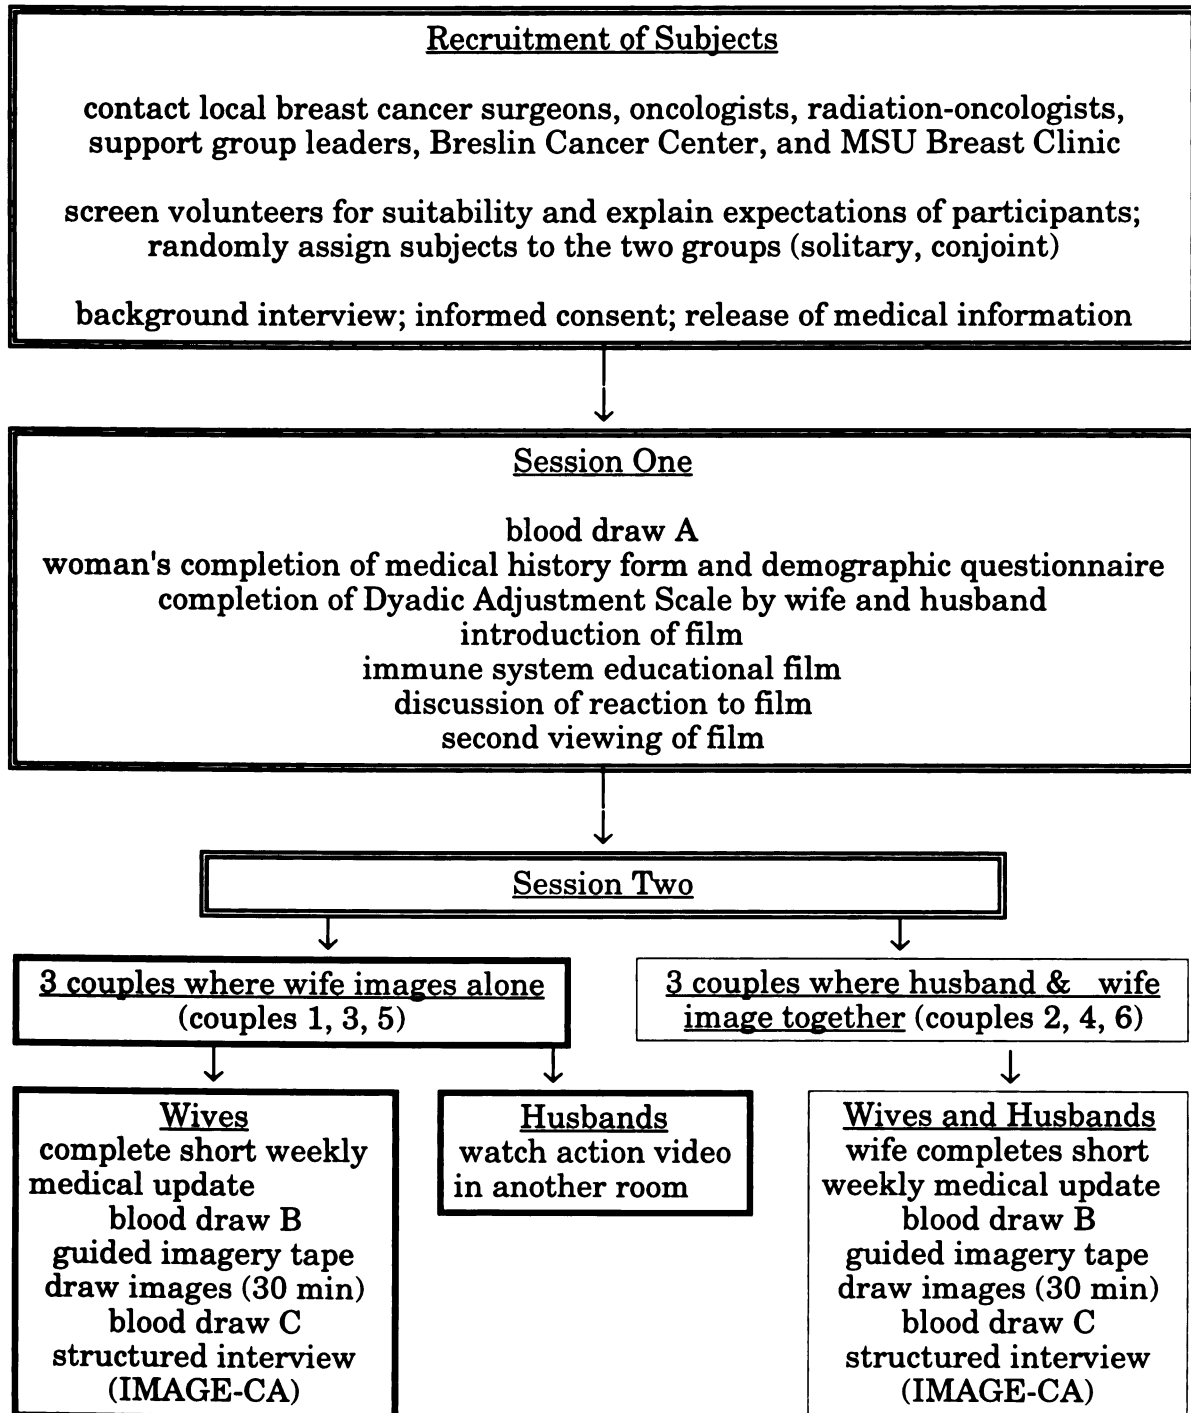 Recruitment of Subjects
contact local breast cancer surgeons, oncologists, radiation-oncologists,
support group leaders, Breslin Cancer Center, and MSU Breast Clinic
screen volunteers for suitability and explain expectations of participants;
randomly assign subjects to the two groups (solitary, conjoint)
background interview; informed consent; release of medical information
Session One
blood draw A
woman's completion of medical history form and demographic questionnaire
completion of Dyadic Adjustment Scale by wife and husband
introduction of film
immune system educational film
discussion of reaction to film
second viewing of film
Session Two
3 couples where wife images alone
(couples 1, 3, 5)
3 couples where husband & wife
image together (couples 2, 4, 6)
Wives
complete short weekly
medical update
blood draw B
guided imagery tape
draw images (30 min)
blood draw C
structured interview
(IMAGE-CA)
Husbands
watch action video
in another room
Wives and Husbands
wife completes short
weekly medical update
blood draw B
guided imagery tape
draw images (30 min)
blood draw C
structured interview
(IMAGE-CA)